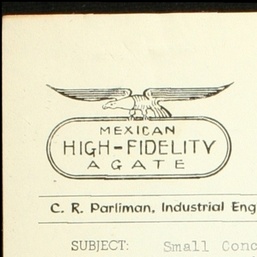 MEXICAN
HIGH-FIDELITY
AGATE
C. R. Parliman, Industrial Eng
SUBJECT: Small Conc